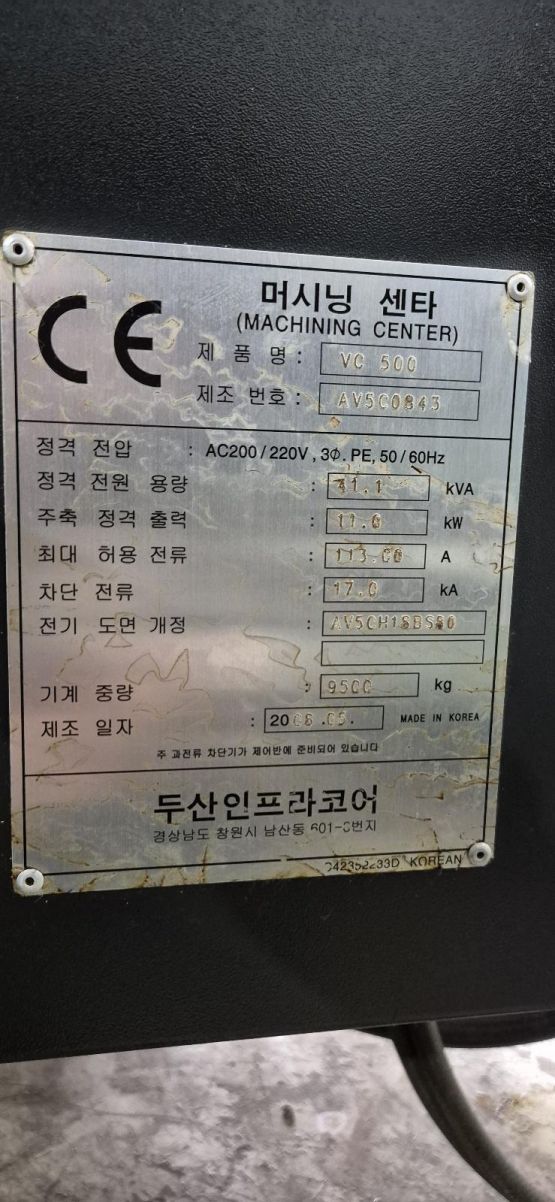 CE
머시닝 센타
(MACHINING CENTER)
제 품 명 : VC 500
제조 번호 : AV5C0843
정격 전압 : AC200/220V, 3Φ. PE, 50/60Hz
정격 전원 용량 : 41.1 kVA
주축 정격 출력 : 11.0 kW
최대 허용 전류 : 113.00 A
차단 전류 : 17.0 kA
전기 도면 개정 :
기계 중량 : 9500 kg
제조 일자 : 2008.05. MADE IN KOREA
주 과전류 차단기가 제어반에 준비되어 있습니다
두산인프라코어
경상남도 창원시 남산동 601-3번지
KOREAN